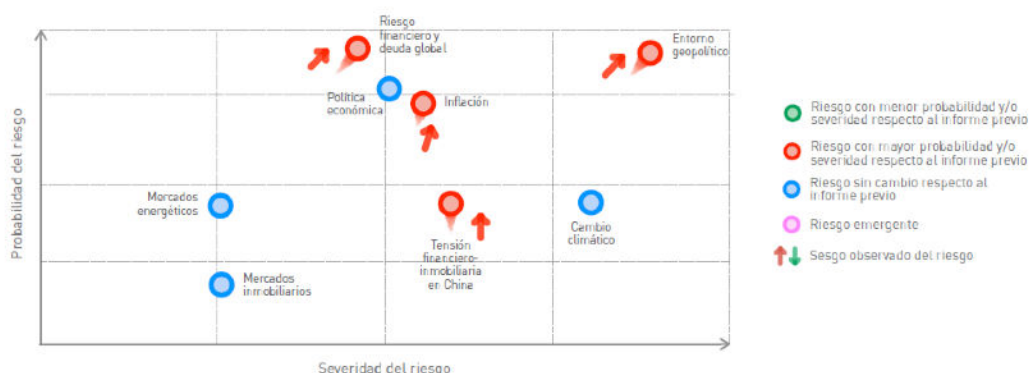 Riesgo
financiero y
deuda global
Entorno
geopolítico
Política
económica
Inflación
Mercados
energéticos
Cambio
climático
Tensión
financiero-
inmobiliaria
en China
Mercados
inmobiliarios
Probabilidad del riesgo
Severidad del riesgo
Riesgo con menor probabilidad y/o
severidad respecto al informe previo
Riesgo con mayor probabilidad y/o
severidad respecto al informe previo
Riesgo sin cambio respecto al
informe previo
Riesgo emergente
Sesgo observado del riesgo